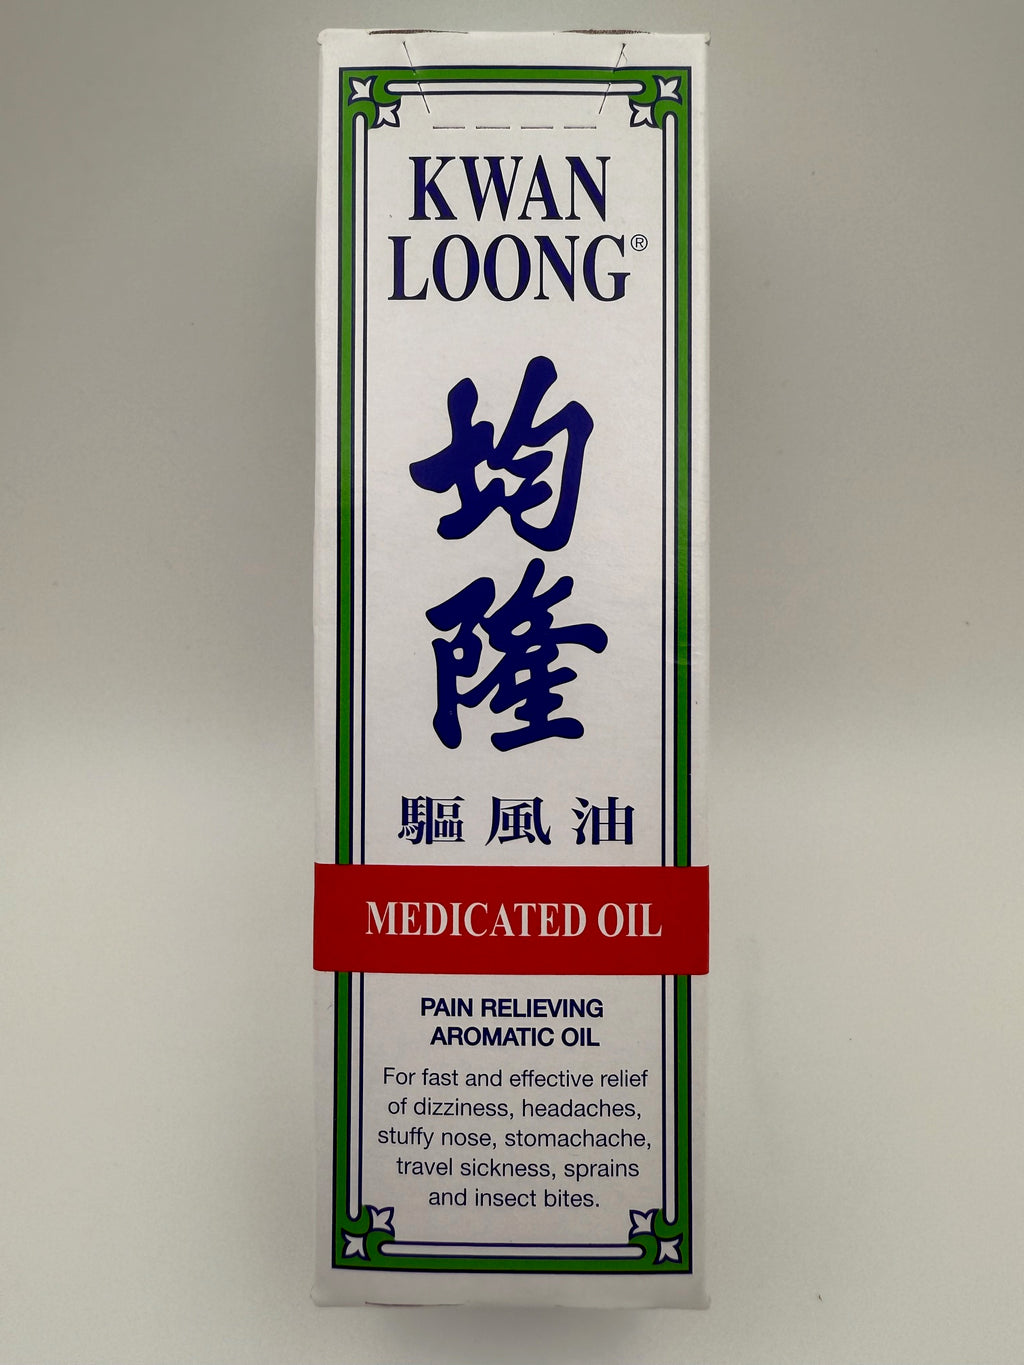 KWAN
LOONG®
均
隆
驅風油
MEDICATED OIL
PAIN RELIEVING
AROMATIC OIL
For fast and effective relief
of dizziness, headaches,
stuffy nose, stomachache,
travel sickness, sprains
and insect bites.